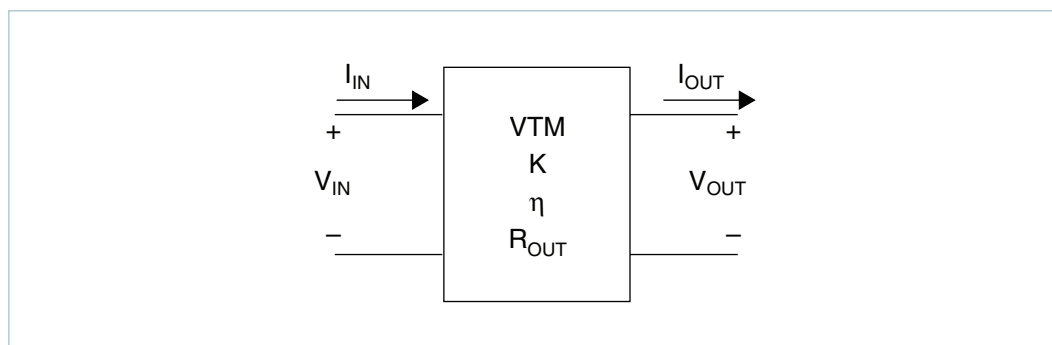 I_IN
I_OUT
VTM
K
η
R_OUT
+
V_IN
–
+
V_OUT
–